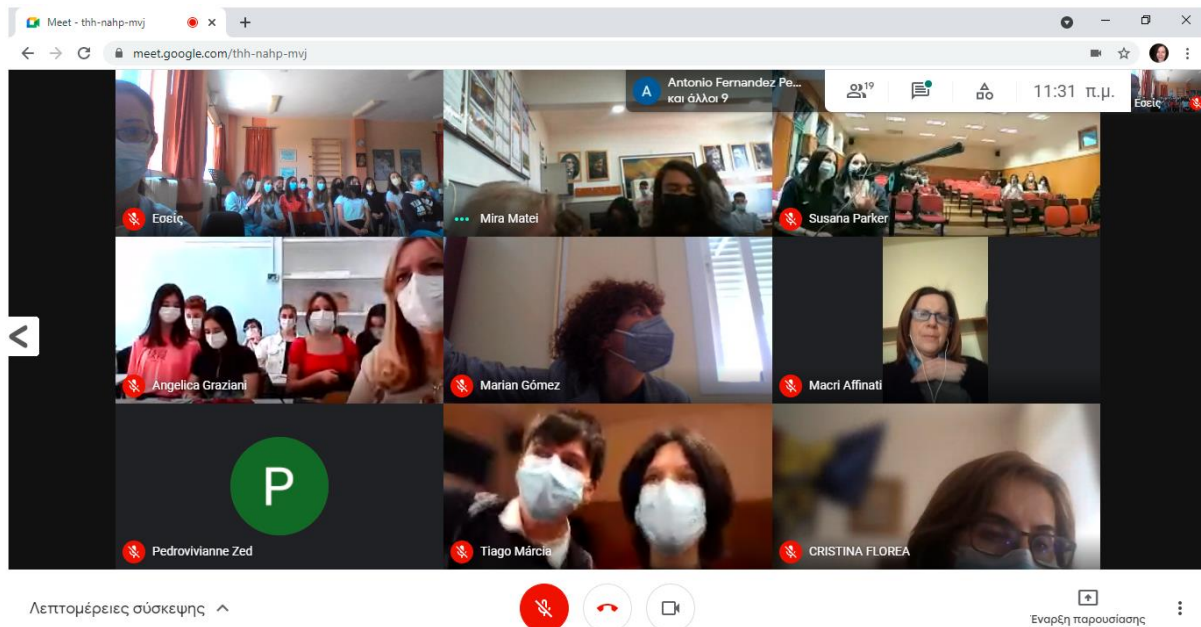 Meet - thh-nahp-mvj
meet.google.com/thh-nahp-mvj
A
Antonio Fernandez Pe...
και άλλοι 9
19
11:31 π.μ.
Εσείς
Εσείς
Mira Matei
Susana Parker
Angelica Graziani
Marian Gómez
Macri Affinati
P
Pedrovivianne Zed
Tiago Márcia
CRISTINA FLOREA
Λεπτομέρειες σύσκεψης
Έναρξη παρουσίασης